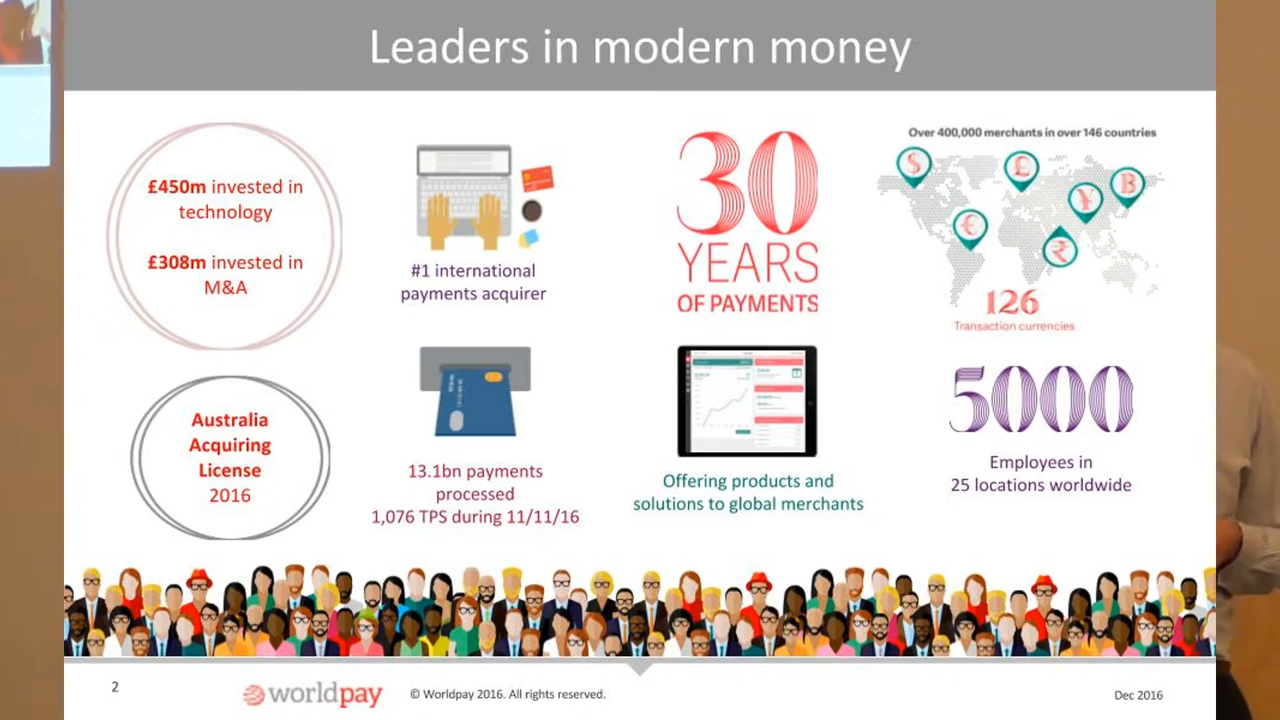 Leaders in modern money
£450m invested in
technology
£308m invested in
M&A
#1 international
payments acquirer
30
YEARS
OF PAYMENTS
Over 400,000 merchants in over 146 countries
$
£
¥
B
€
₹
126
Transaction currencies
Australia
Acquiring
License
2016
13.1bn payments
processed
1,076 TPS during 11/11/16
Offering products and
solutions to global merchants
5000
Employees in
25 locations worldwide
2
worldpay
© Worldpay 2016. All rights reserved.
Dec 2016